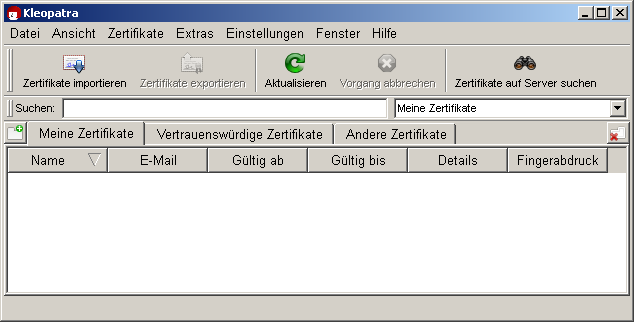 Kleopatra
Datei Ansicht Zertifikate Extras Einstellungen Fenster Hilfe
Zertifikate importieren Zertifikate exportieren Aktualisieren Vorgang abbrechen Zertifikate auf Server suchen
Suchen: Meine Zertifikate
Meine Zertifikate Vertrauenswürdige Zertifikate Andere Zertifikate
Name E-Mail Gültig ab Gültig bis Details Fingerabdruck